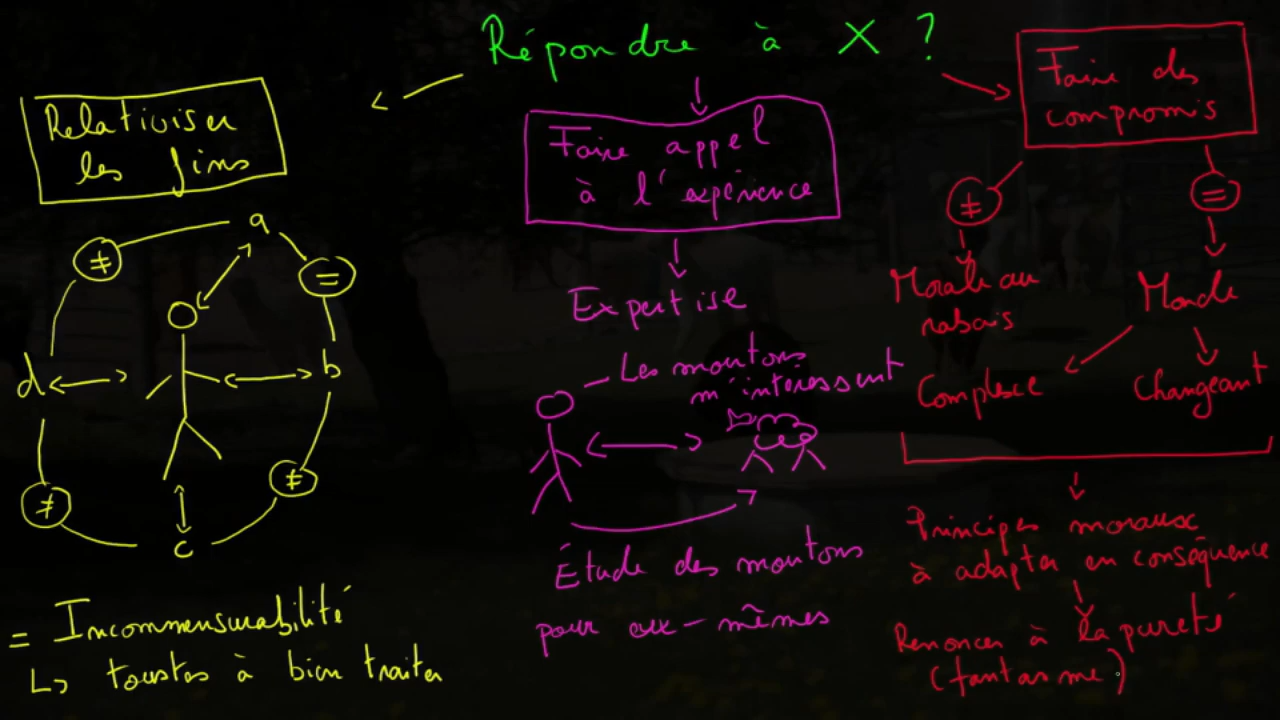 Répondre à X ?
Relativiser
les fins
a
≠
=
d
b
≠
≠
c
= Incommensurabilité
↳ toustes à bien traiter
Faire appel
à l'expérience
Expertise
Les moutons
m'intéressent
Étude des moutons
pour eux-mêmes
Faire des
compromis
≠
=
Morale au
rabais
Monde
Complexe
Changeant
Principes moraux
à adapter en conséquence
Renoncer à la pureté
(fantasme)